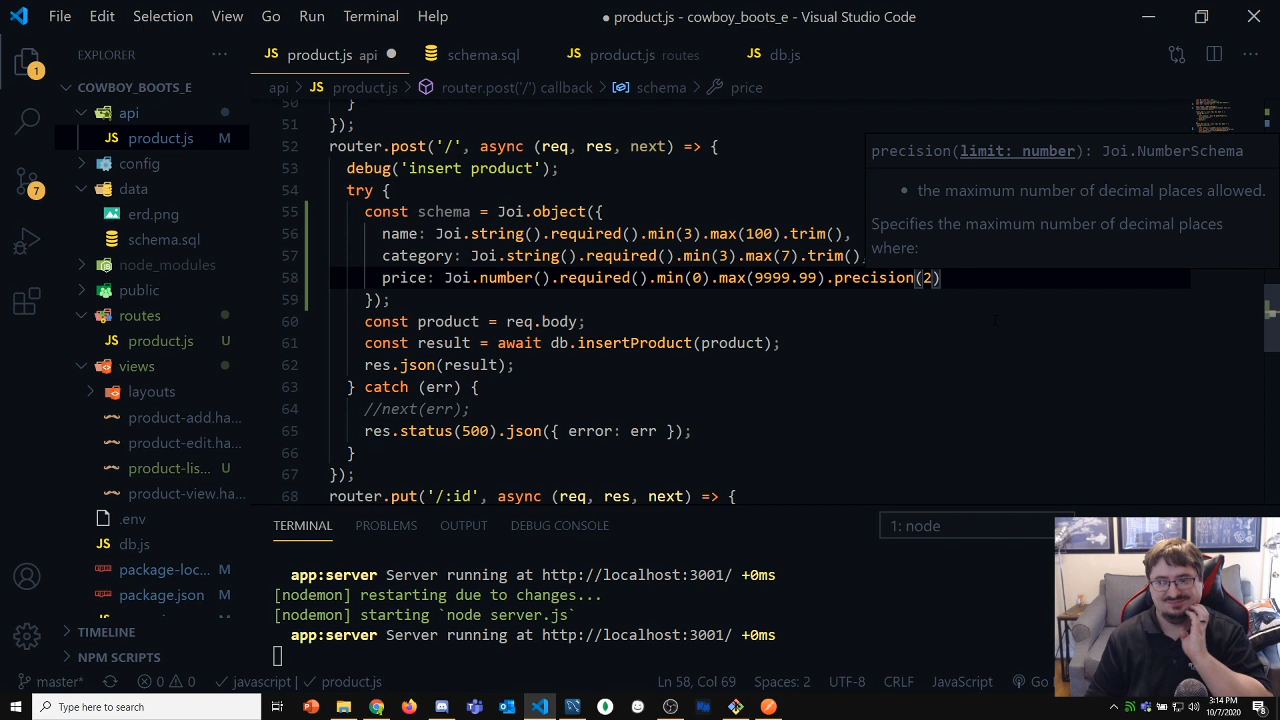 File Edit Selection View Go Run Terminal Help
● product.js - cowboy_boots_e - Visual Studio Code
EXPLORER
JS product.js api ●
schema.sql
JS product.js routes
JS db.js
api > JS product.js > router.post('/') callback > schema > price
COWBOY_BOOTS_E
api
JS product.js M
config
data
erd.png
schema.sql
node_modules
public
routes
JS product.js U
views
layouts
product-add.ha...
product-edit.ha...
product-lis... U
product-view.ha...
.env
JS db.js
package-loc... M
package.json M
TIMELINE
NPM SCRIPTS
1
7
50 }
51 });
52 router.post('/', async (req, res, next) => {
53 debug('insert product');
54 try {
55 const schema = Joi.object({
56 name: Joi.string().required().min(3).max(100).trim(),
57 category: Joi.string().required().min(3).max(7).trim(),
58 price: Joi.number().required().min(0).max(9999.99).precision(2)
59 });
60 const product = req.body;
61 const result = await db.insertProduct(product);
62 res.json(result);
63 } catch (err) {
64 //next(err);
65 res.status(500).json({ error: err });
66 }
67 });
68 router.put('/:id', async (req, res, next) => {
precision(limit: number): Joi.NumberSchema
• the maximum number of decimal places allowed.
Specifies the maximum number of decimal places
where:
TERMINAL PROBLEMS OUTPUT DEBUG CONSOLE
1: node
app:server Server running at http://localhost:3001/ +0ms
[nodemon] restarting due to changes...
[nodemon] starting `node server.js`
app:server Server running at http://localhost:3001/ +0ms
master* 0 0 javascript | product.js
Ln 58, Col 69 Spaces: 2 UTF-8 CRLF JavaScript Go
Type here to search
3:14 PM
10/7/2020
8